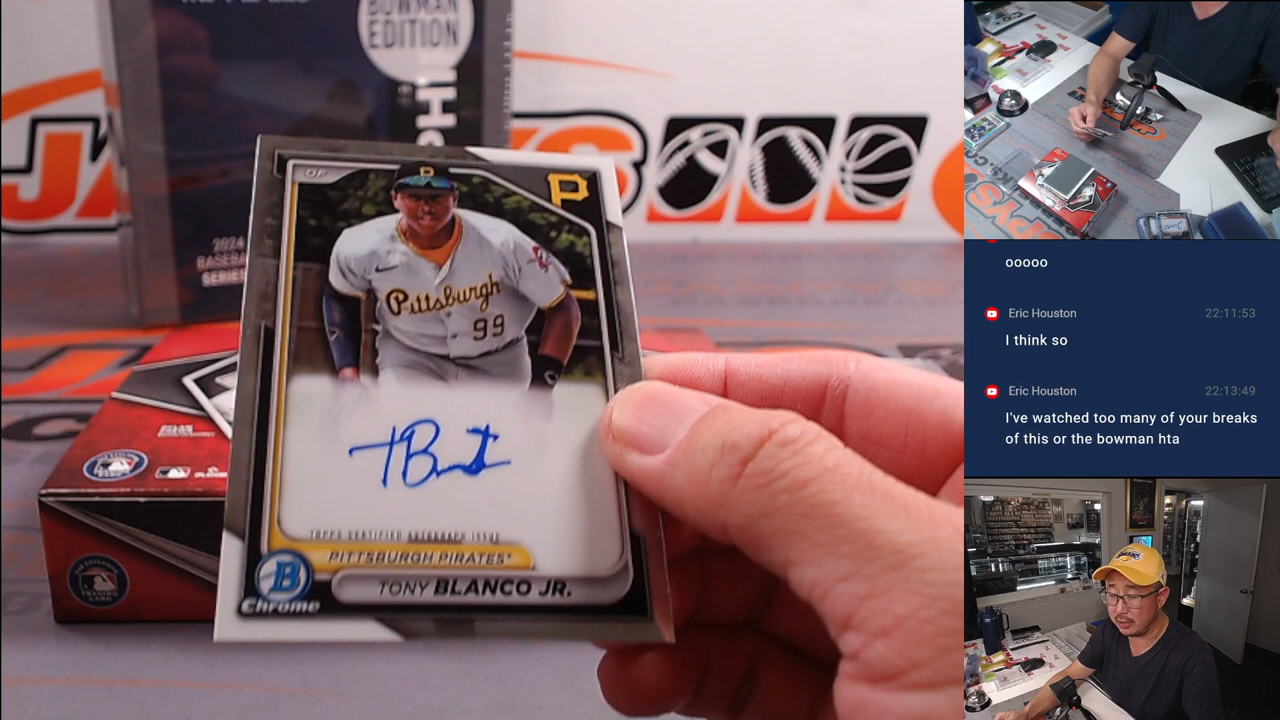 BOWMAN
EDITION
2024
BASEBA
SERIES
OF
P
P
Pittsburgh
99
TOPPS CERTIFIED AUTOGRAPH ISSUE
PITTSBURGH PIRATES
TONY BLANCO JR.
B
Chrome
ooooo
Eric Houston 22:11:53
I think so
Eric Houston 22:13:49
I've watched too many of your breaks
of this or the bowman hta